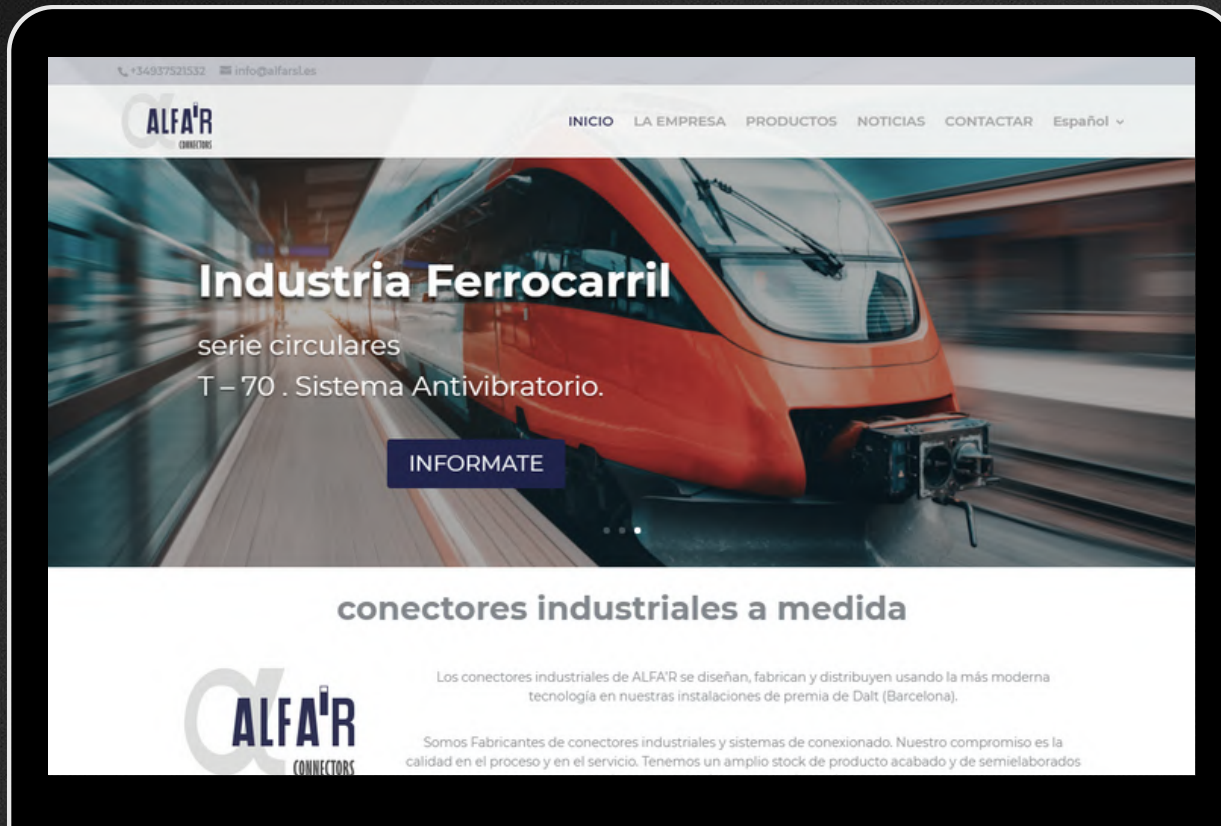 +34937521532 info@alfarsl.es
ALFA'R
CONNECTORS
INICIO LA EMPRESA PRODUCTOS NOTICIAS CONTACTAR Español
Industria Ferrocarril
serie circulares
T – 70 . Sistema Antivibratorio.
INFORMATE
conectores industriales a medida
ALFA'R
CONNECTORS
Los conectores industriales de ALFA'R se diseñan, fabrican y distribuyen usando la más moderna
tecnología en nuestras instalaciones de premia de Dalt (Barcelona).
Somos Fabricantes de conectores industriales y sistemas de conexionado. Nuestro compromiso es la
calidad en el proceso y en el servicio. Tenemos un amplio stock de producto acabado y de semielaborados